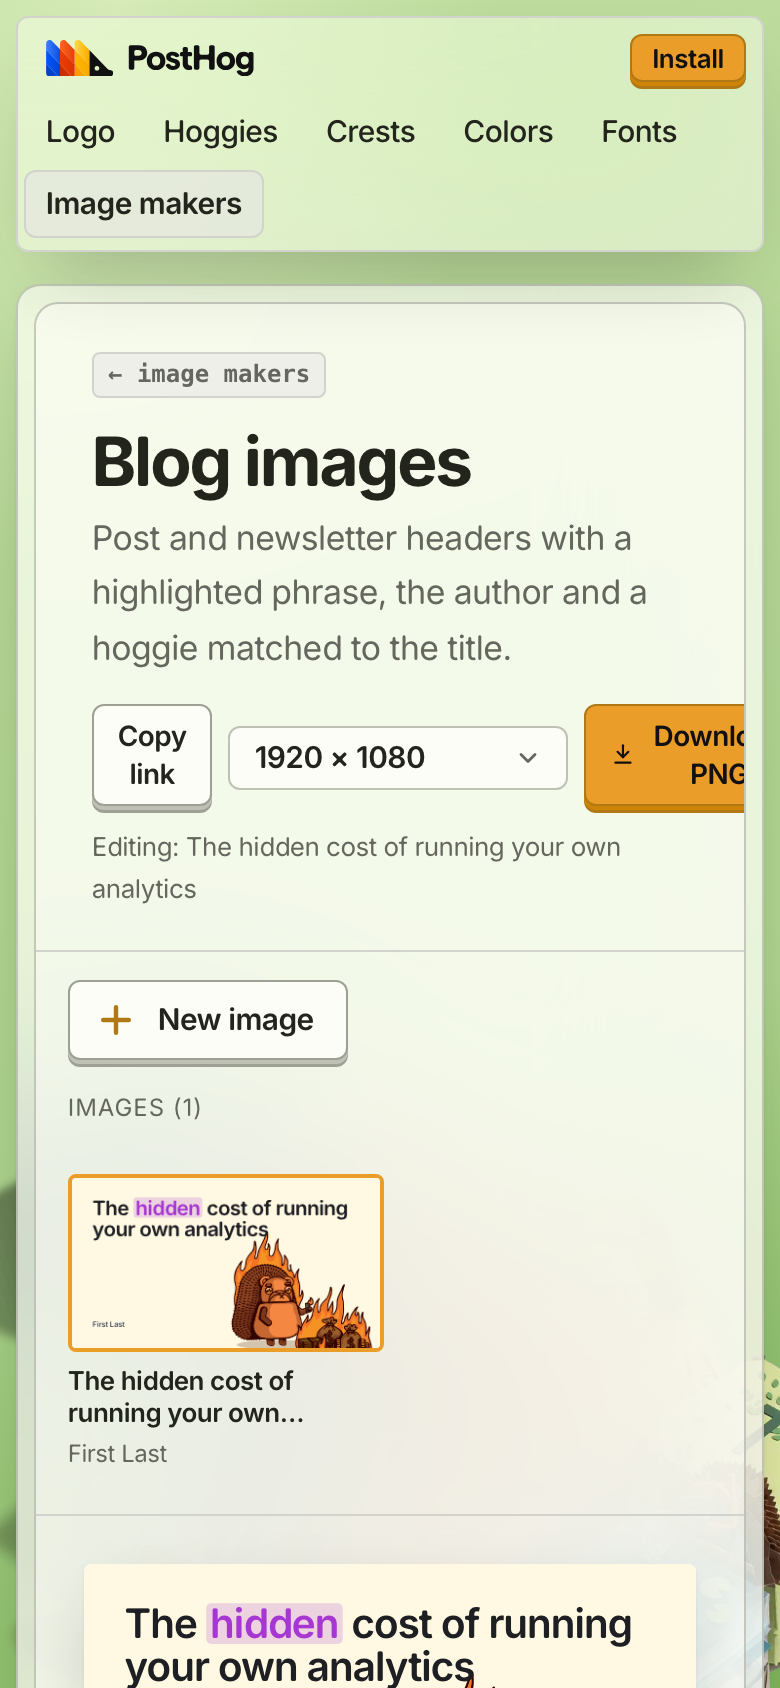 PostHog
Install
Logo
Hoggies
Crests
Colors
Fonts
Image makers
← image makers
Blog images
Post and newsletter headers with a
highlighted phrase, the author and a
hoggie matched to the title.
Copy
link
1920 × 1080
Downlo
PNG
Editing: The hidden cost of running your own
analytics
New image
IMAGES (1)
The hidden cost of running
your own analytics
First Last
The hidden cost of
running your own...
First Last
The hidden cost of running
your own analytics